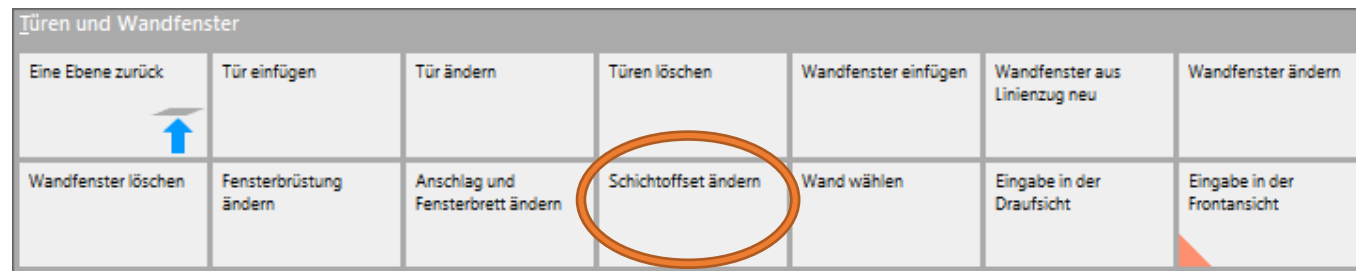 Türen und Wandfenster
Eine Ebene zurück
Tür einfügen
Tür ändern
Türen löschen
Wandfenster einfügen
Wandfenster aus
Linienzug neu
Wandfenster ändern
Wandfenster löschen
Fensterbrüstung
ändern
Anschlag und
Fensterbrett ändern
Schichtoffset ändern
Wand wählen
Eingabe in der
Draufsicht
Eingabe in der
Frontansicht